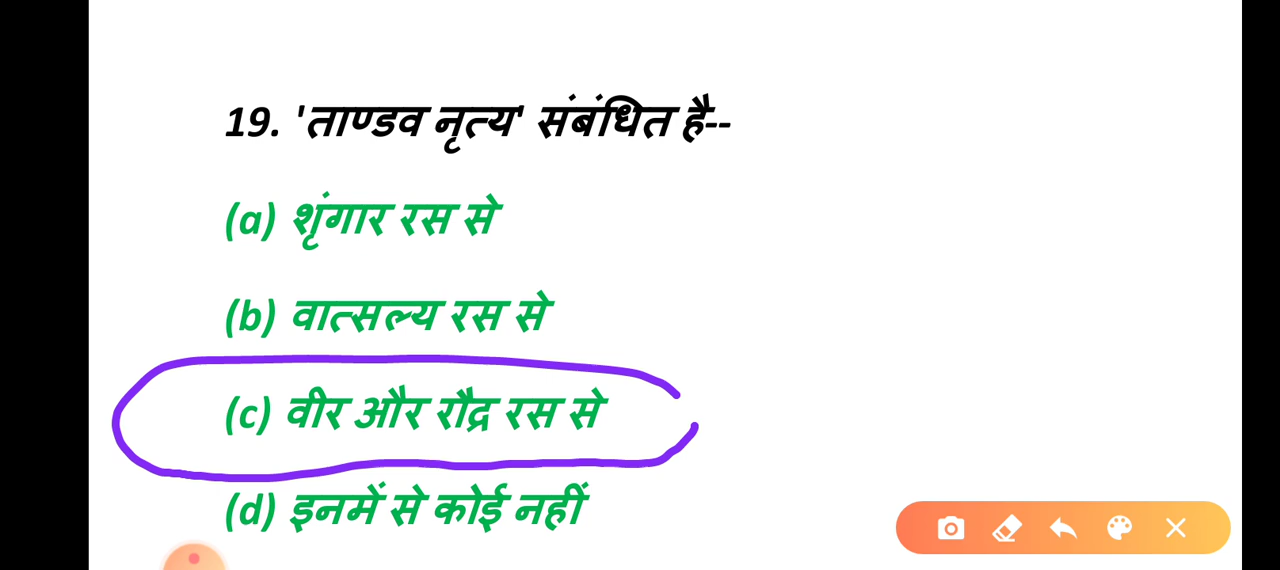 19. 'ताण्डव नृत्य' संबंधित है--
(a) शृंगार रस से
(b) वात्सल्य रस से
(c) वीर और रौद्र रस से
(d) इनमें से कोई नहीं